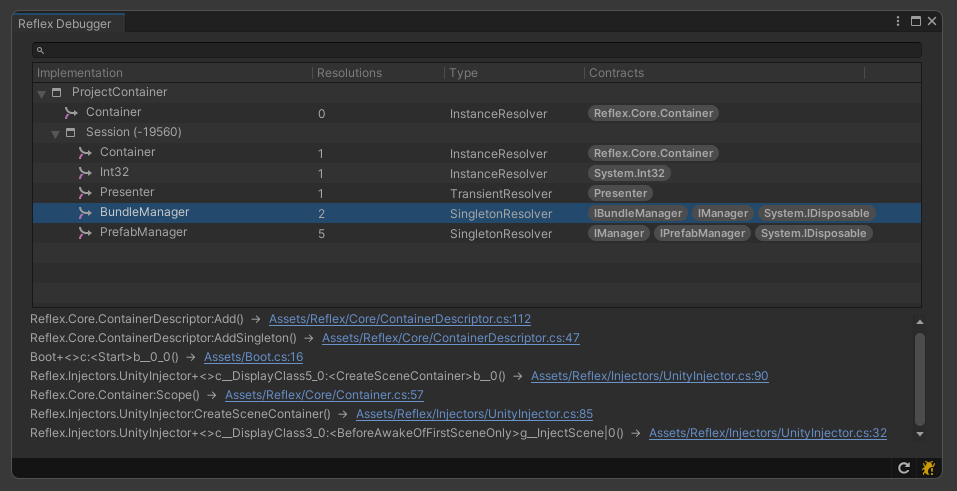 Reflex Debugger
Implementation Resolutions Type Contracts
ProjectContainer
Container 0 InstanceResolver Reflex.Core.Container
Session (-19560)
Container 1 InstanceResolver Reflex.Core.Container
Int32 1 InstanceResolver System.Int32
Presenter 1 TransientResolver Presenter
BundleManager 2 SingletonResolver IBundleManager IManager System.IDisposable
PrefabManager 5 SingletonResolver IManager IPrefabManager System.IDisposable
Reflex.Core.ContainerDescriptor:Add() → Assets/Reflex/Core/ContainerDescriptor.cs:112
Reflex.Core.ContainerDescriptor:AddSingleton() → Assets/Reflex/Core/ContainerDescriptor.cs:47
Boot+<>c:<Start>b__0_0() → Assets/Boot.cs:16
Reflex.Injectors.UnityInjector+<>c__DisplayClass5_0:<CreateSceneContainer>b__0() → Assets/Reflex/Injectors/UnityInjector.cs:90
Reflex.Core.Container:Scope() → Assets/Reflex/Core/Container.cs:57
Reflex.Injectors.UnityInjector:CreateSceneContainer() → Assets/Reflex/Injectors/UnityInjector.cs:85
Reflex.Injectors.UnityInjector+<>c__DisplayClass3_0:<BeforeAwakeOfFirstSceneOnly>g__InjectScene|0() → Assets/Reflex/Injectors/UnityInjector.cs:32